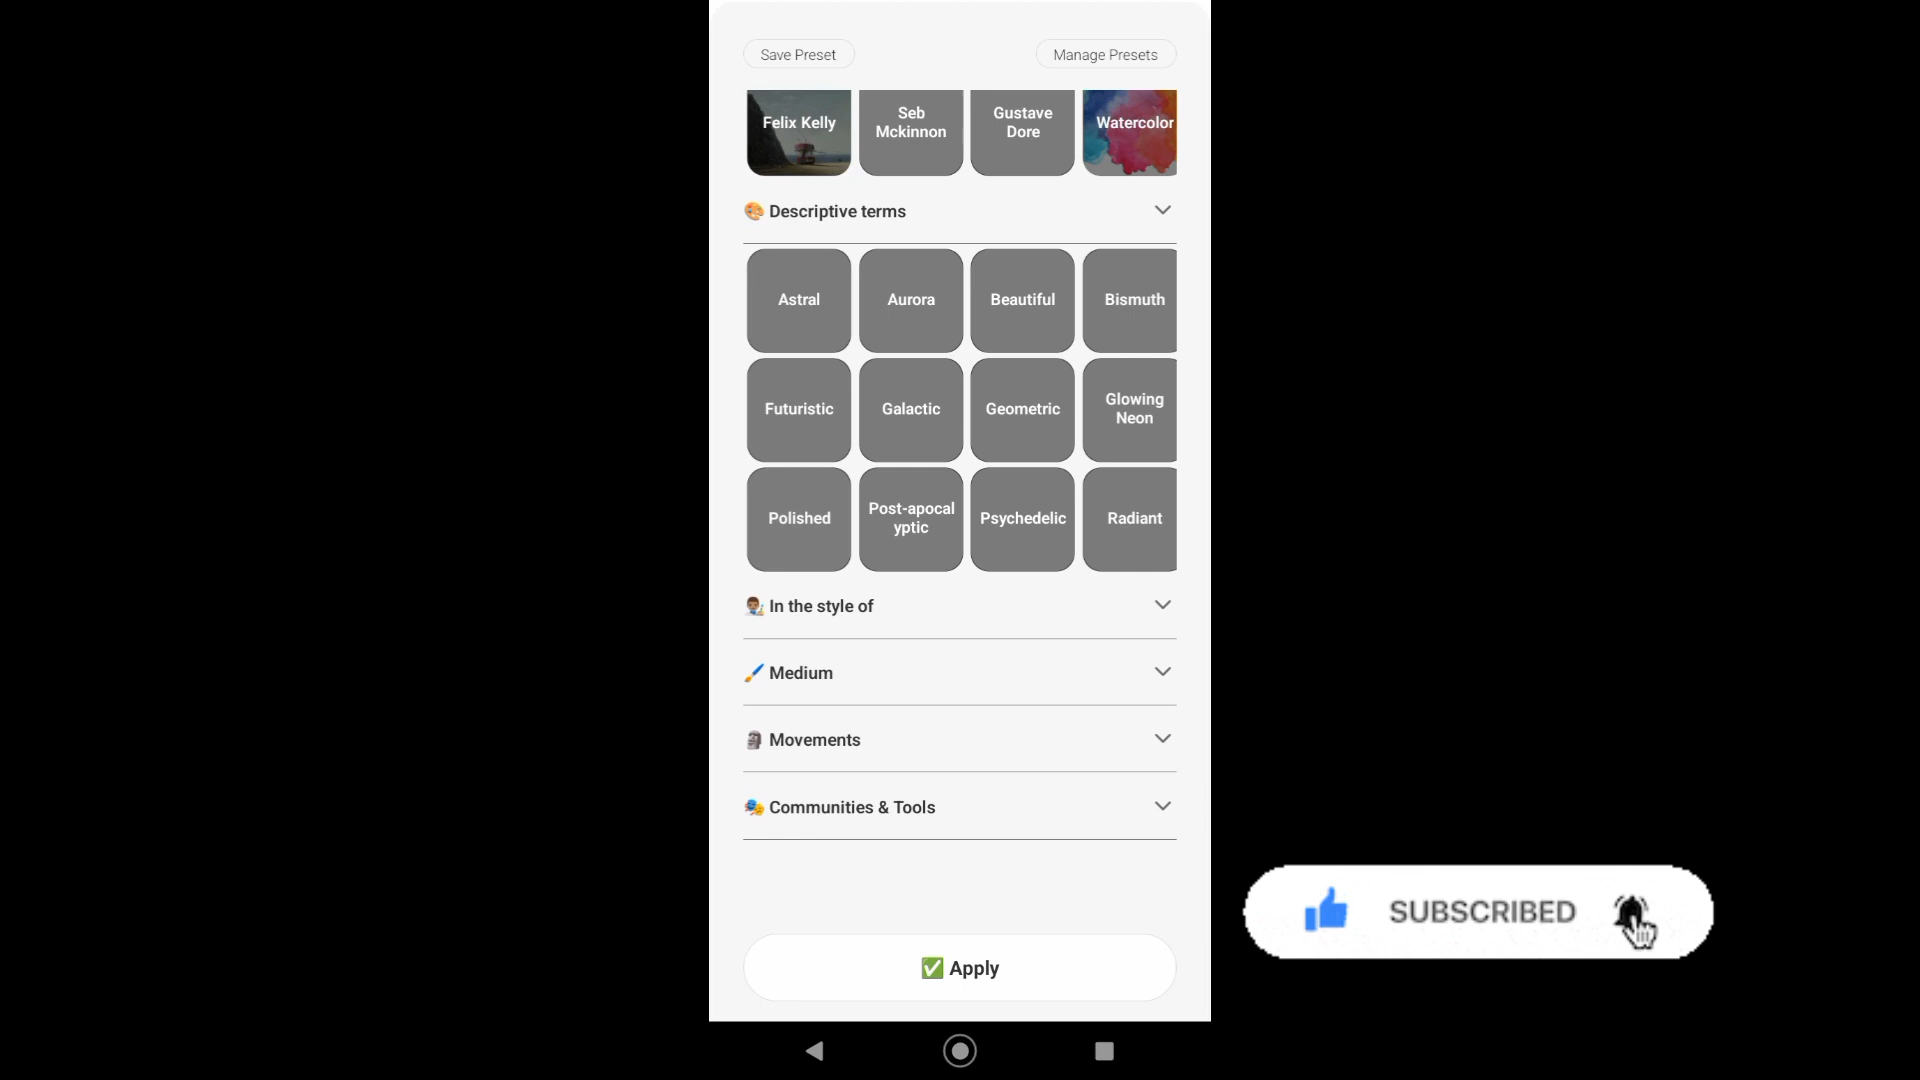 Save Preset
Manage Presets
Felix Kelly
Seb
Mckinnon
Gustave
Dore
Watercolor
🎨 Descriptive terms
Astral
Aurora
Beautiful
Bismuth
Futuristic
Galactic
Geometric
Glowing
Neon
Polished
Post-apocal
yptic
Psychedelic
Radiant
👨🏽‍🎨 In the style of
🖌️ Medium
🗿 Movements
🎭 Communities & Tools
✅ Apply
SUBSCRIBED